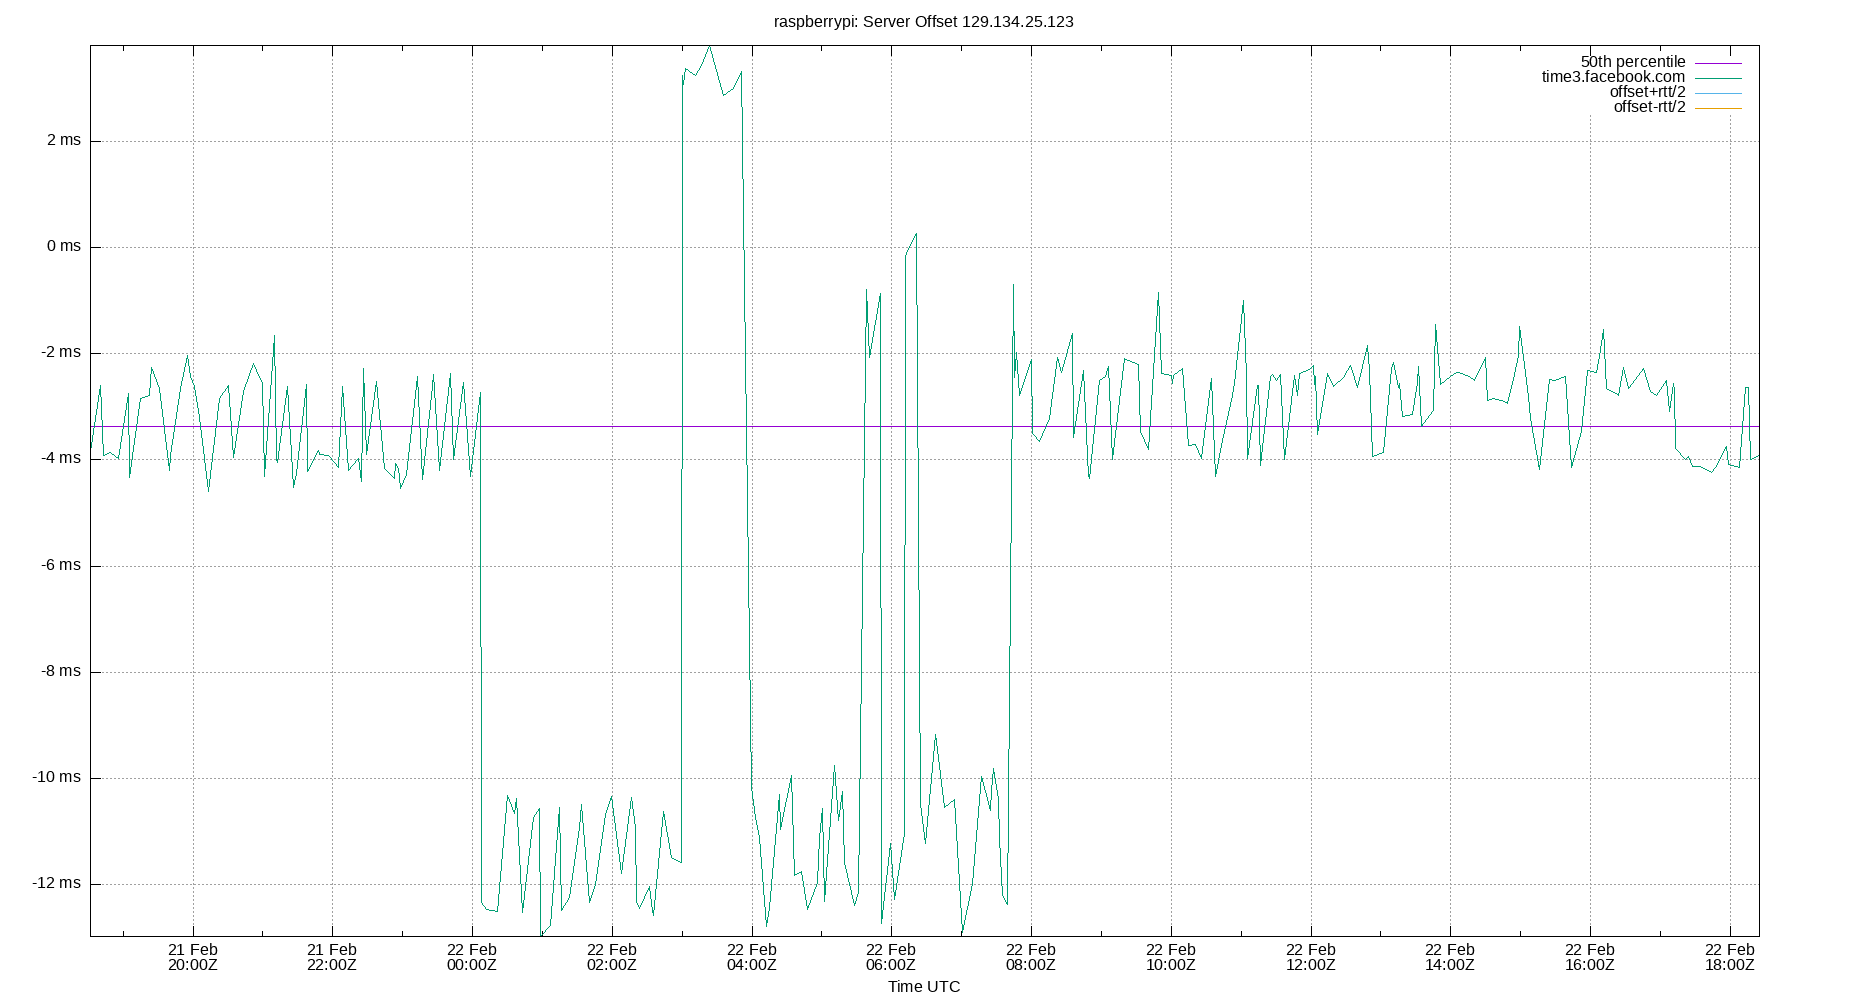 raspberrypi: Server Offset 129.134.25.123
50th percentile
time3.facebook.com
offset+rtt/2
offset-rtt/2
2 ms
0 ms
-2 ms
-4 ms
-6 ms
-8 ms
-10 ms
-12 ms
21 Feb 21 Feb 22 Feb 22 Feb 22 Feb 22 Feb 22 Feb 22 Feb 22 Feb 22 Feb 22 Feb 22 Feb
20:00Z 22:00Z 00:00Z 02:00Z 04:00Z 06:00Z 08:00Z 10:00Z 12:00Z 14:00Z 16:00Z 18:00Z
Time UTC